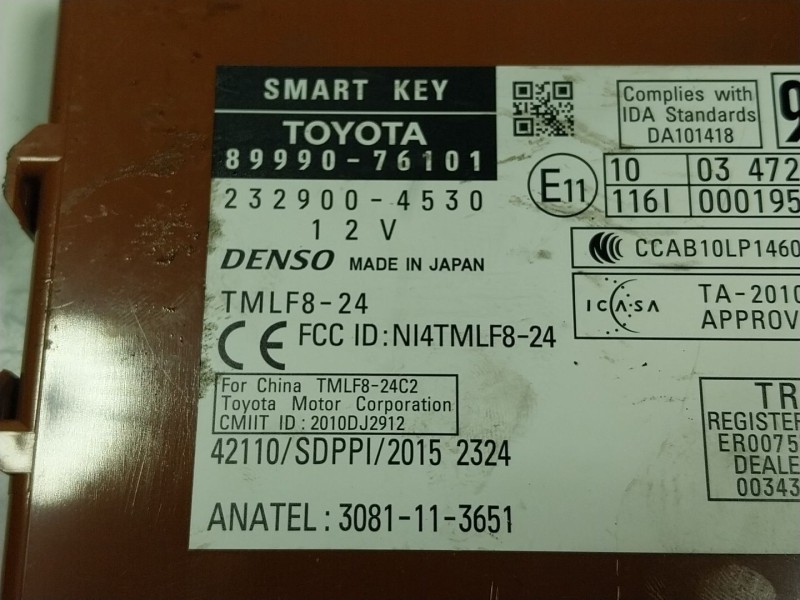 SMART KEY
TOYOTA
89990-76101
232900-4530
12V
DENSO MADE IN JAPAN
TMLF8-24
CE FCC ID:NI4TMLF8-24
For China TMLF8-24C2
Toyota Motor Corporation
CMIIT ID:2010DJ2912
42110/SDPPI/2015 2324
ANATEL:3081-11-3651
Complies with
IDA Standards
DA101418
9
E11
10 03 472
116I 000195
CCAB10LP1460
ICASA
TA-2010
APPROV
TR
REGISTER
ER0075
DEALE
00343